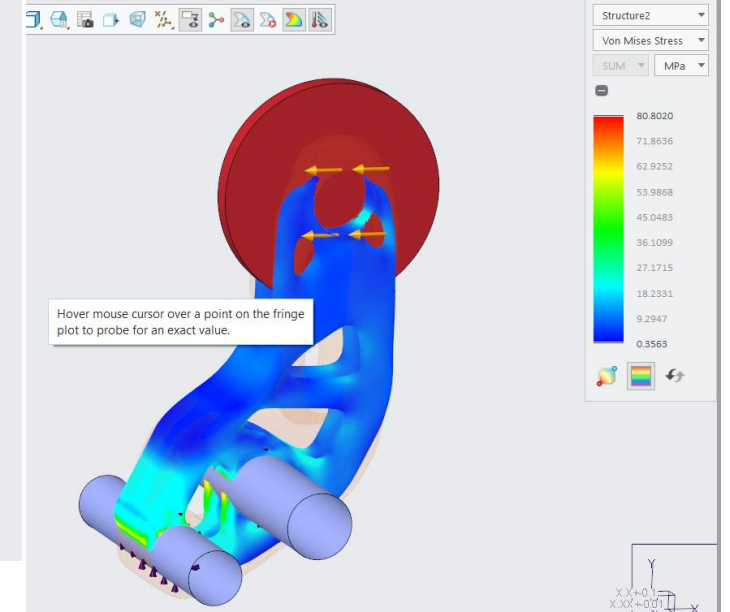 Structure2
Von Mises Stress
SUM MPa
80.8020
71.8636
62.9252
53.9868
45.0483
36.1099
27.1715
18.2331
9.2947
0.3563
Hover mouse cursor over a point on the fringe
plot to probe for an exact value.
Y
X.X+-0.1
X.XX+-0.01
X